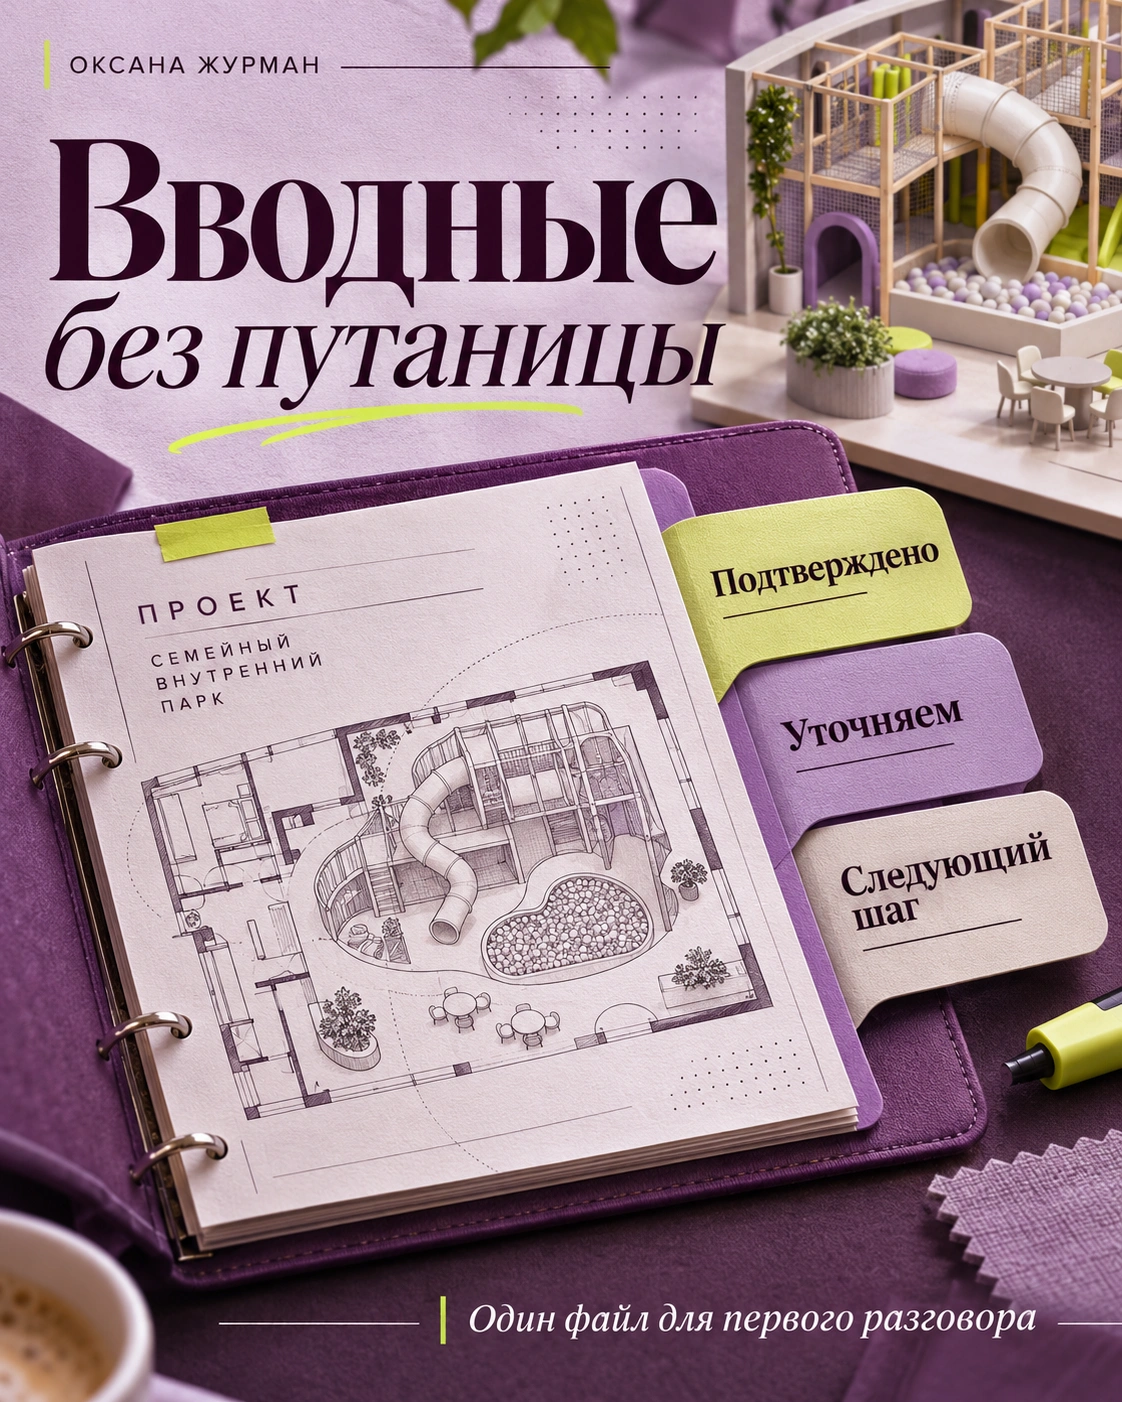 ОКСАНА ЖУРМАН
Вводные
без путаницы
ПРОЕКТ
СЕМЕЙНЫЙ
ВНУТРЕННИЙ
ПАРК
Подтверждено
Уточняем
Следующий
шаг
Один файл для первого разговора